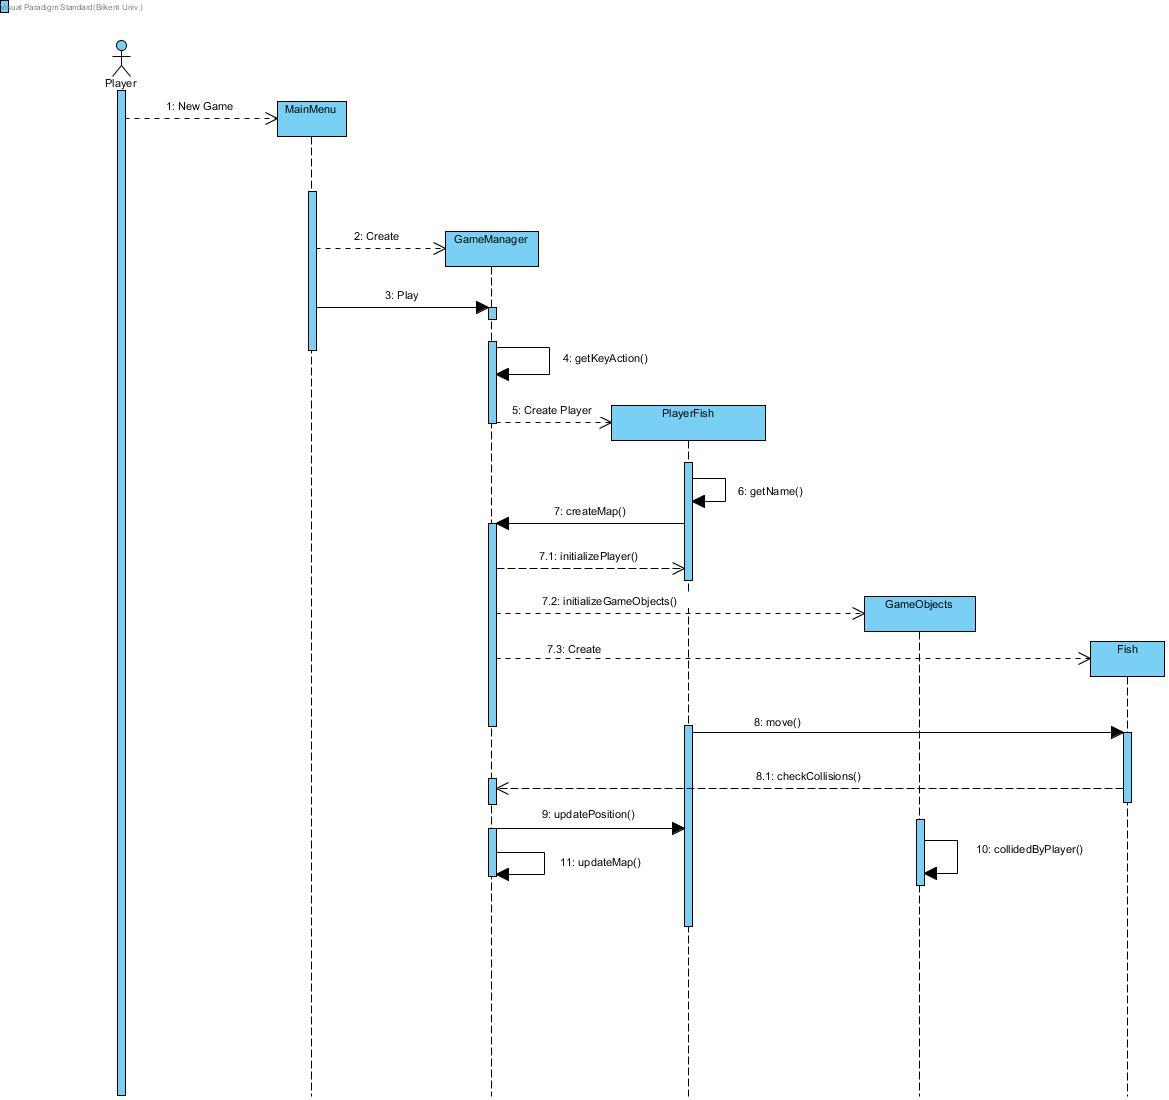 Visual Paradigm Standard(Bilkent Univ.)
Player
1: New Game
MainMenu
2: Create
GameManager
3: Play
4: getKeyAction()
5: Create Player
PlayerFish
6: getName()
7: createMap()
7.1: initializePlayer()
7.2: initializeGameObjects()
GameObjects
7.3: Create
Fish
8: move()
8.1: checkCollisions()
9: updatePosition()
10: collidedByPlayer()
11: updateMap()